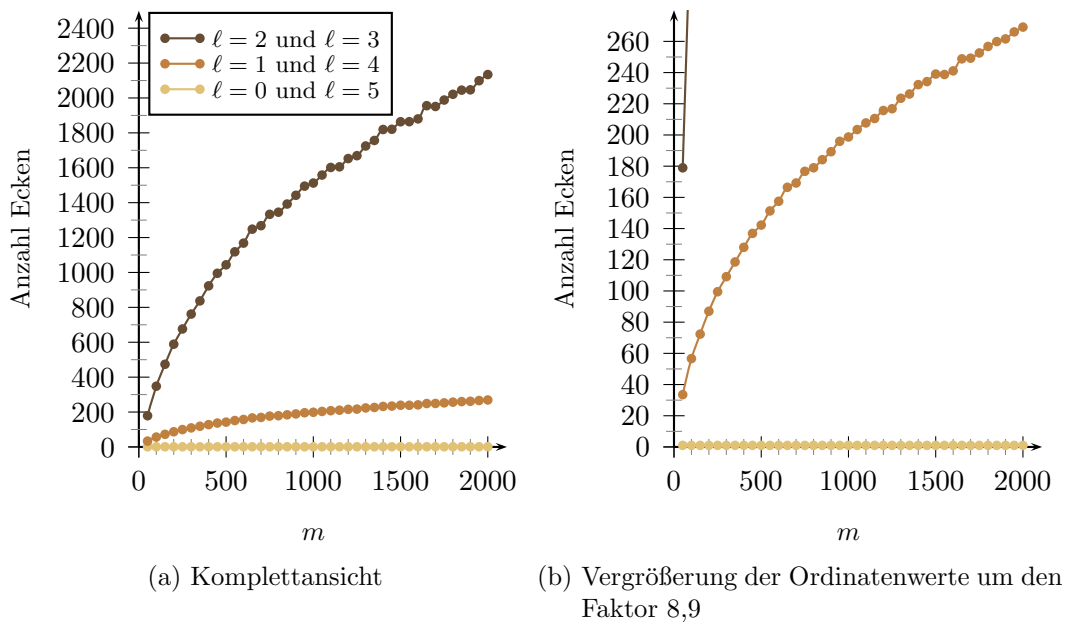 2400
2200
2000
1800
1600
1400
1200
1000
800
600
400
200
0
Anzahl Ecken
ℓ = 2 und ℓ = 3
ℓ = 1 und ℓ = 4
ℓ = 0 und ℓ = 5
0 500 1000 1500 2000
m
(a) Komplettansicht
260
240
220
200
180
160
140
120
100
80
60
40
20
0
Anzahl Ecken
0 500 1000 1500 2000
m
(b) Vergrößerung der Ordinatenwerte um den
Faktor 8,9